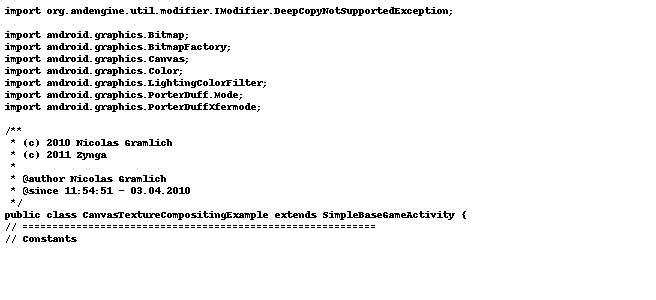 import org.andengine.util.modifier.IModifier.DeepCopyNotSupportedException;

import android.graphics.Bitmap;
import android.graphics.BitmapFactory;
import android.graphics.Canvas;
import android.graphics.Color;
import android.graphics.LightingColorFilter;
import android.graphics.PorterDuff.Mode;
import android.graphics.PorterDuffXfermode;

/**
 * (c) 2010 Nicolas Gramlich
 * (c) 2011 Zynga
 *
 * @author Nicolas Gramlich
 * @since 11:54:51 - 03.04.2010
 */
public class CanvasTextureCompositingExample extends SimpleBaseGameActivity {
// ===========================================================
// Constants